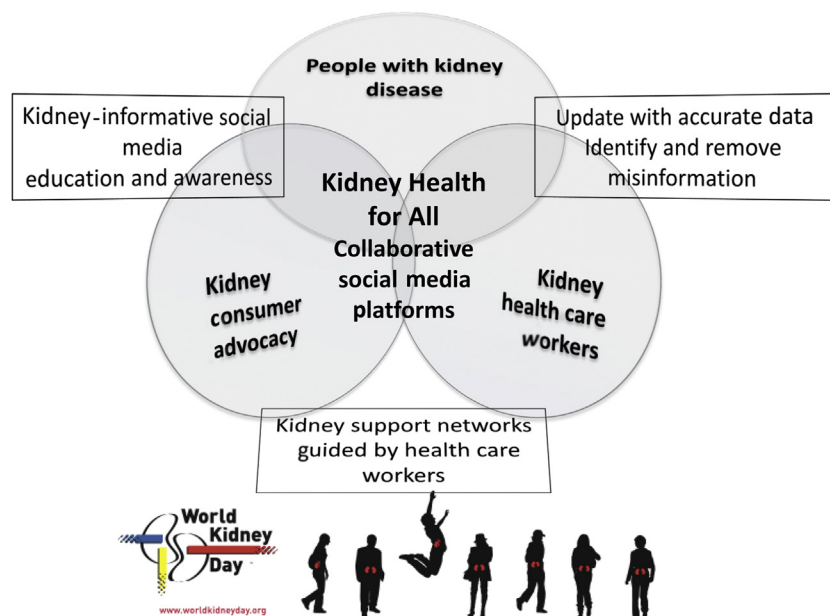 People with kidney
disease
Kidney-informative social
media
education and awareness
Update with accurate data
Identify and remove
misinformation
Kidney Health
for All
Collaborative
social media
platforms
Kidney
consumer
advocacy
Kidney
health care
workers
Kidney support networks
guided by health care
workers
World
Kidney
Day
www.worldkidneyday.org